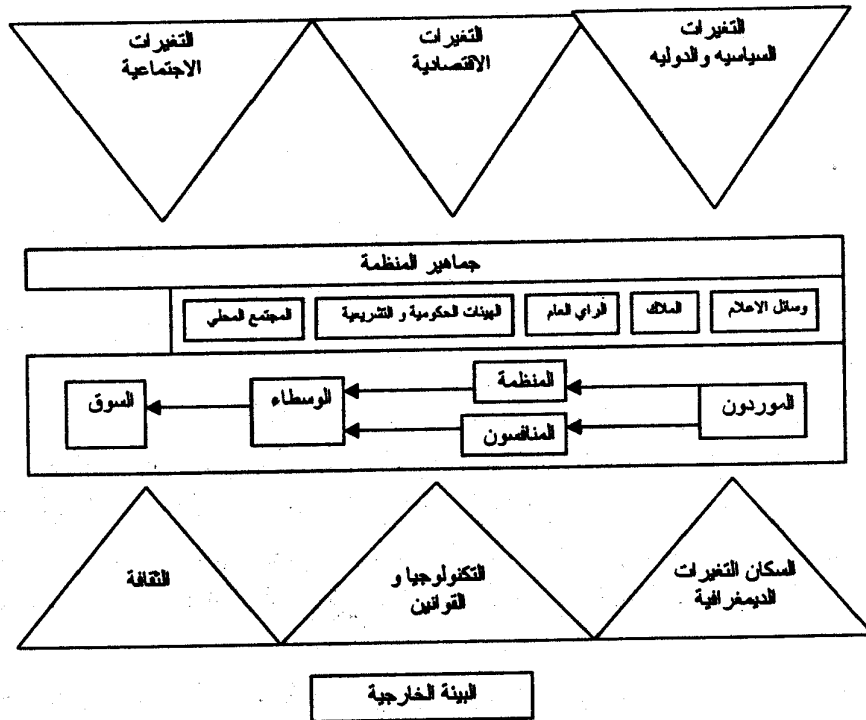 التغيرات
السياسيه والدوليه
التغيرات
الاقتصادية
التغيرات
الاجتماعية
جماهير المنظمة
وسائل الاعلام
الملاك
الراي العام
الهيئات الحكومية و التشريعية
المجتمع المحلي
الموردون
المنظمة
المنافسون
الوسطاء
السوق
السكان التغيرات
الديمغرافية
التكنولوجيا و
القوانين
الثقافة
البيئة الخارجية